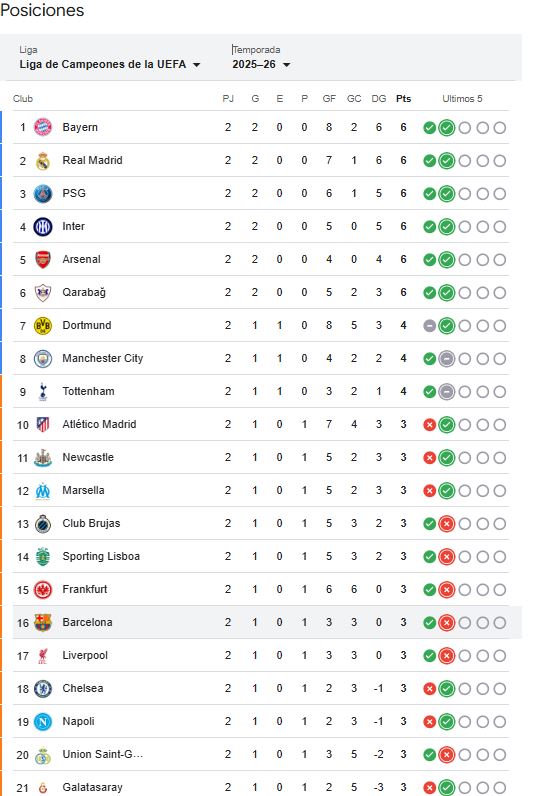 Posiciones
Liga
Temporada
Liga de Campeones de la UEFA
2025–26
Club PJ G E P GF GC DG Pts Últimos 5
1 Bayern 2 2 0 0 8 2 6 6
2 Real Madrid 2 2 0 0 7 1 6 6
3 PSG 2 2 0 0 6 1 5 6
4 Inter 2 2 0 0 5 0 5 6
5 Arsenal 2 2 0 0 4 0 4 6
6 Qarabağ 2 2 0 0 5 2 3 6
7 Dortmund 2 1 1 0 8 5 3 4
8 Manchester City 2 1 1 0 4 2 2 4
9 Tottenham 2 1 1 0 3 2 1 4
10 Atlético Madrid 2 1 0 1 7 4 3 3
11 Newcastle 2 1 0 1 5 2 3 3
12 Marsella 2 1 0 1 5 2 3 3
13 Club Brujas 2 1 0 1 5 3 2 3
14 Sporting Lisboa 2 1 0 1 5 3 2 3
15 Frankfurt 2 1 0 1 6 6 0 3
16 Barcelona 2 1 0 1 3 3 0 3
17 Liverpool 2 1 0 1 3 3 0 3
18 Chelsea 2 1 0 1 2 3 -1 3
19 Napoli 2 1 0 1 2 3 -1 3
20 Union Saint-G... 2 1 0 1 3 5 -2 3
21 Galatasaray 2 1 0 1 2 5 -3 3